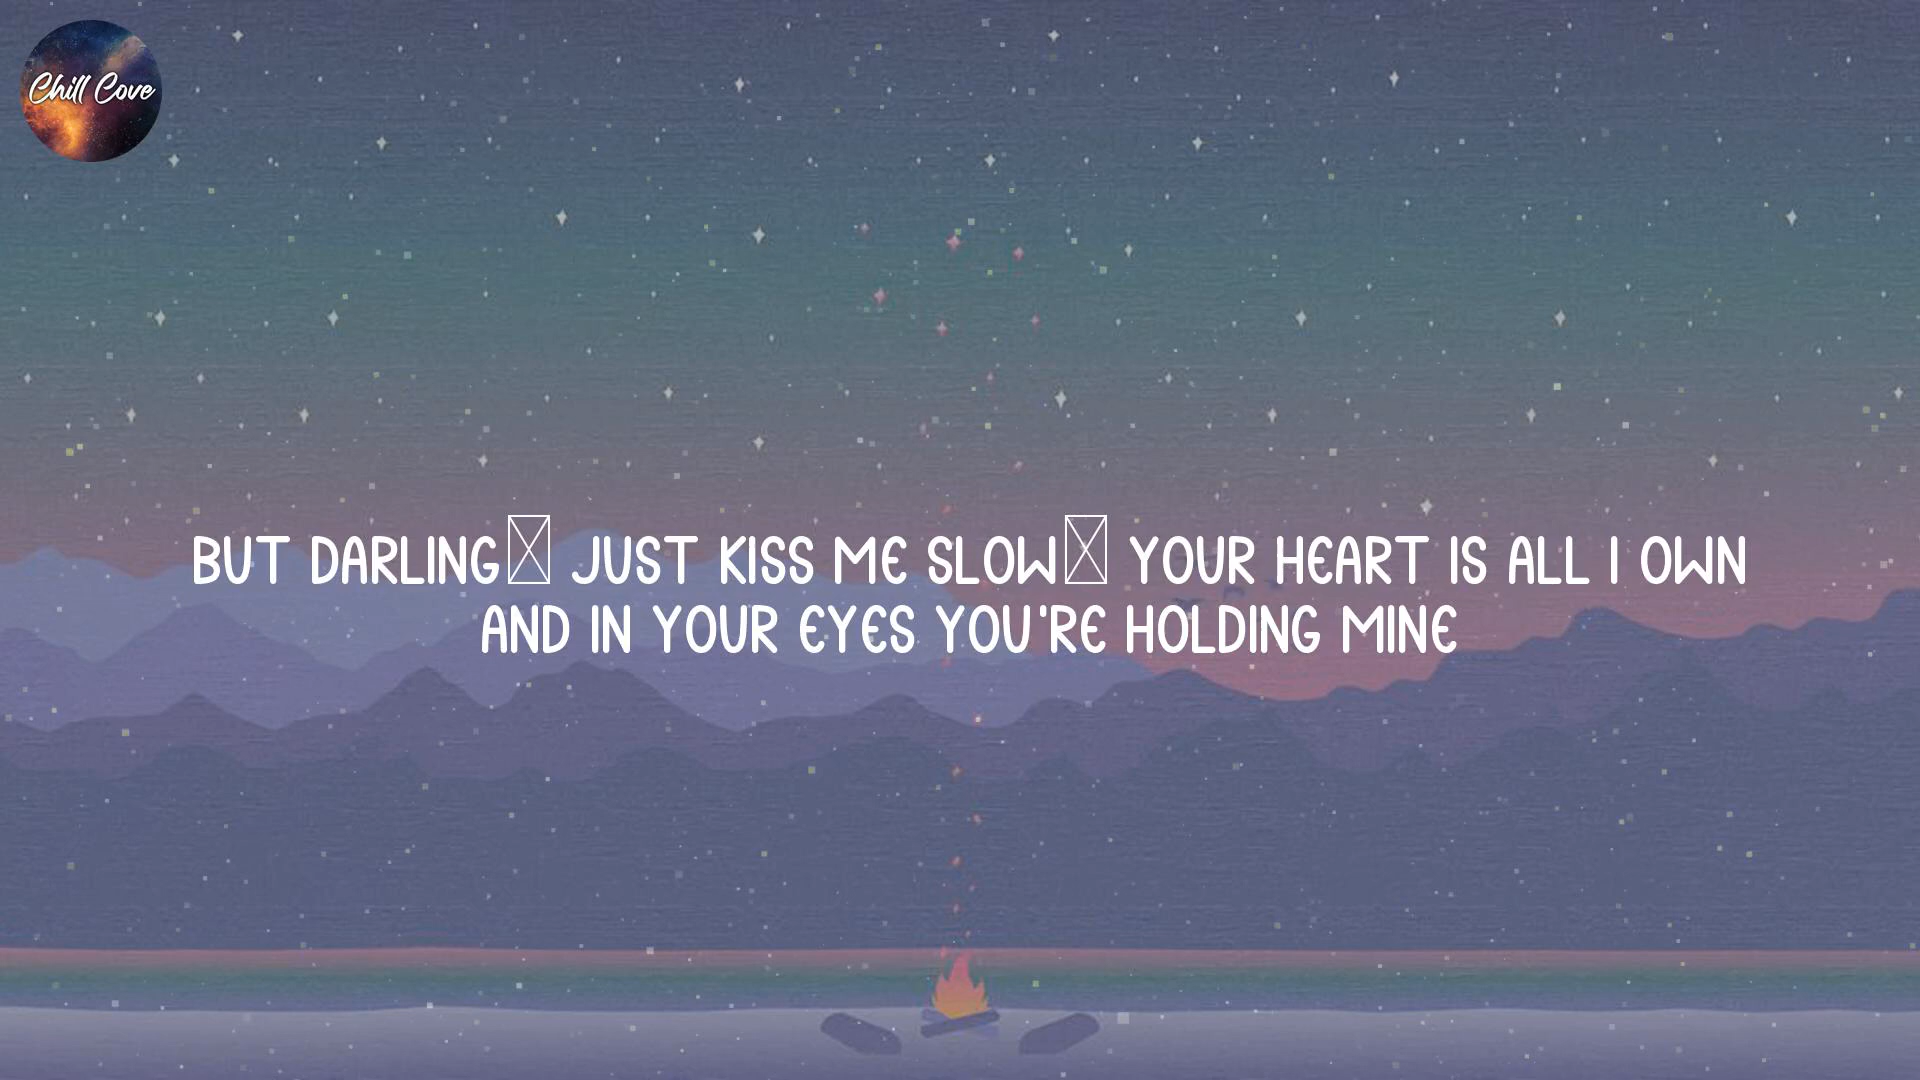 Chill Cove
BUT DARLING☒ JUST KISS ME SLOW☒ YOUR HEART IS ALL I OWN
AND IN YOUR EYES YOU'RE HOLDING MINE